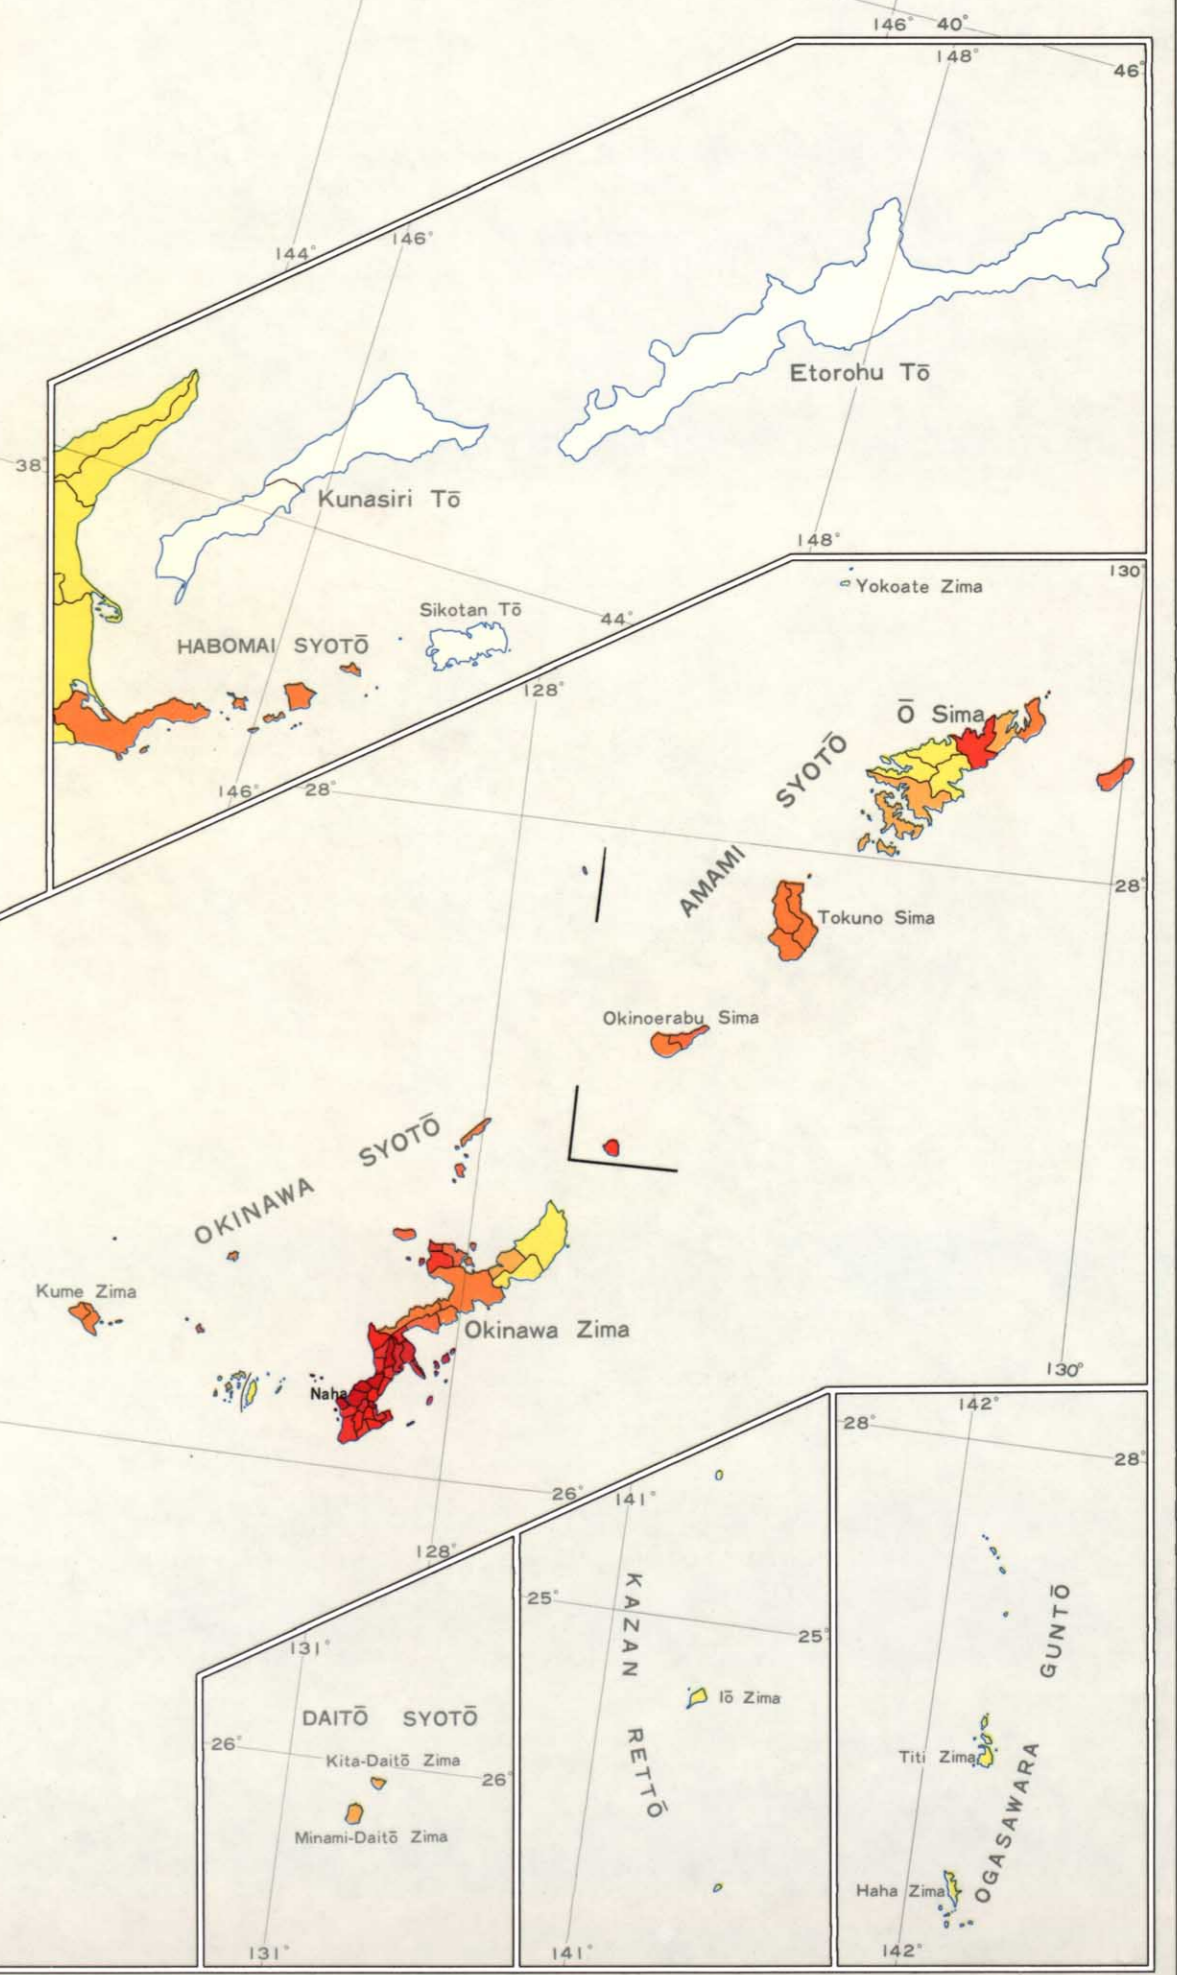 146° 40°
148°
46°
144°
146°
Etorohu Tō
38°
Kunasiri Tō
148°
130°
Yokoate Zima
Sikotan Tō
44°
HABOMAI SYOTŌ
128°
Ō Sima
SYOTŌ
146° 28°
AMAMI
28°
Tokuno Sima
Okinoerabu Sima
SYOTŌ
OKINAWA
Kume Zima
Okinawa Zima
130°
Naha
142°
28°
28°
26°
141°
128°
25°
25°
KAZAN
GUNTŌ
131°
Iō Zima
DAITŌ SYOTŌ
26°
Kita-Daitō Zima
26°
RETTŌ
Titi Zima
OGASAWARA
Minami-Daitō Zima
Haha Zima
131°
141°
142°